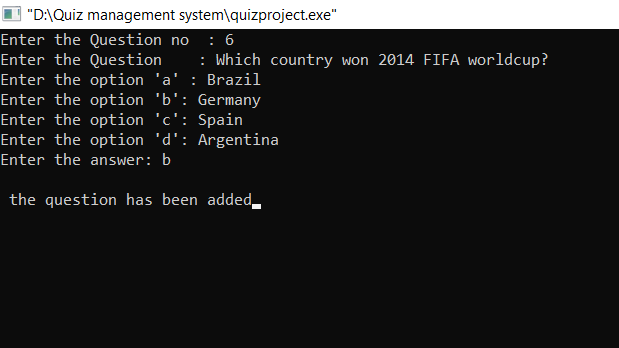 "D:\Quiz management system\quizproject.exe"
Enter the Question no  : 6
Enter the Question    : Which country won 2014 FIFA worldcup?
Enter the option 'a' : Brazil
Enter the option 'b': Germany
Enter the option 'c': Spain
Enter the option 'd': Argentina
Enter the answer: b
the question has been added